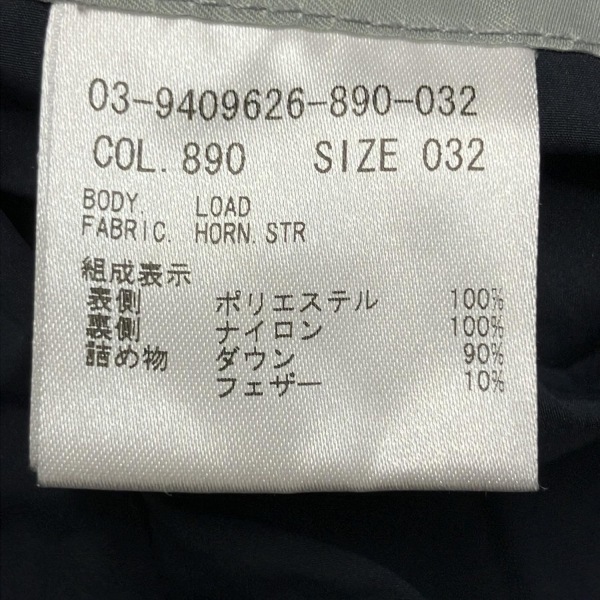 03-9409626-890-032
COL. 890 SIZE 032
BODY. LOAD
FABRIC. HORN. STR
組成表示
表側 ポリエステル 100%
裏側 ナイロン 100%
詰め物 ダウン 90%
フェザー 10%